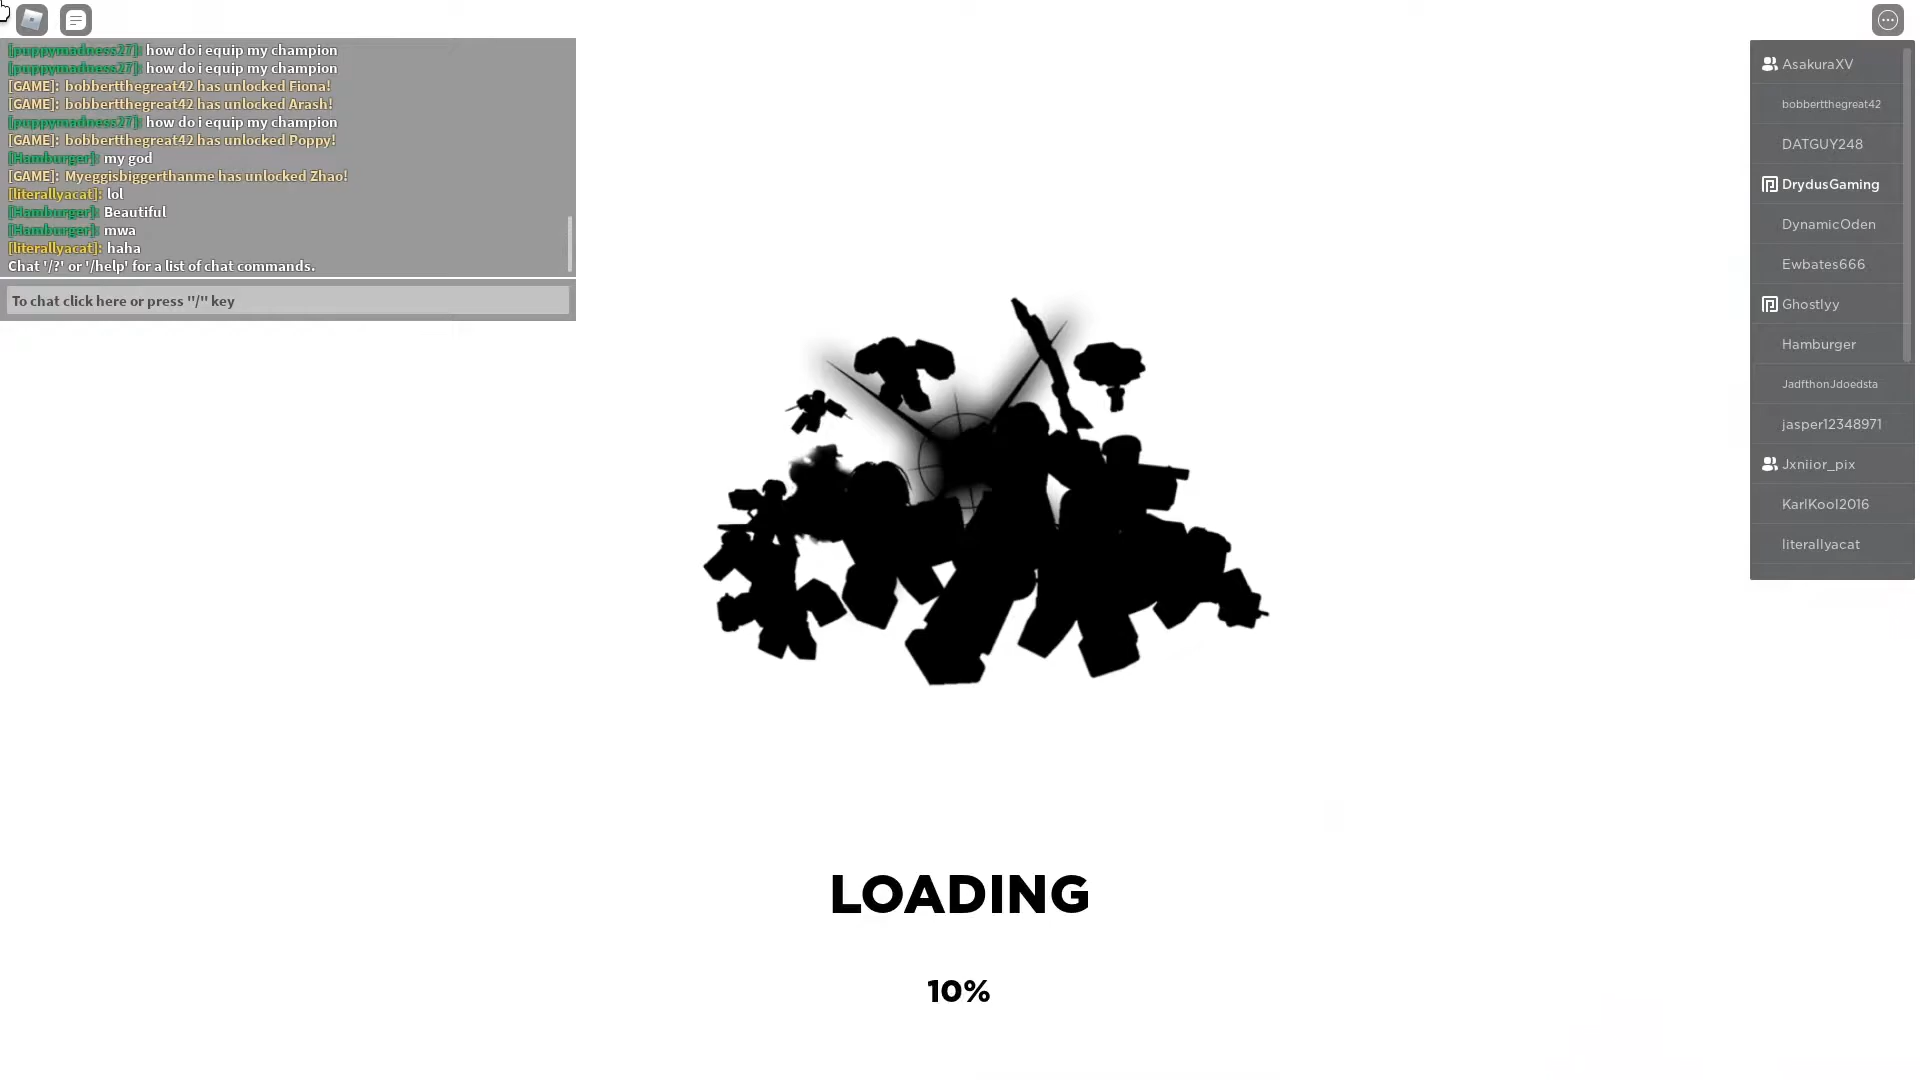 [puppymadness27]: how do i equip my champion
[puppymadness27]: how do i equip my champion
[GAME]: bobbertthegreat42 has unlocked Fiona!
[GAME]: bobbertthegreat42 has unlocked Arash!
[puppymadness27]: how do i equip my champion
[GAME]: bobbertthegreat42 has unlocked Poppy!
[Hamburger]: my god
[GAME]: Myeggisbiggerthanme has unlocked Zhao!
[literallyacat]: lol
[Hamburger]: Beautiful
[Hamburger]: mwa
[literallyacat]: haha
Chat '/?' or '/help' for a list of chat commands.
To chat click here or press "/" key
AsakuraXV
bobbertthegreat42
DATGUY248
DrydusGaming
DynamicOden
Ewbates666
Ghostlyy
Hamburger
JadfthonJdoedsta
jasper12348971
Jxniior_pix
KarlKool2016
literallyacat
LOADING
10%